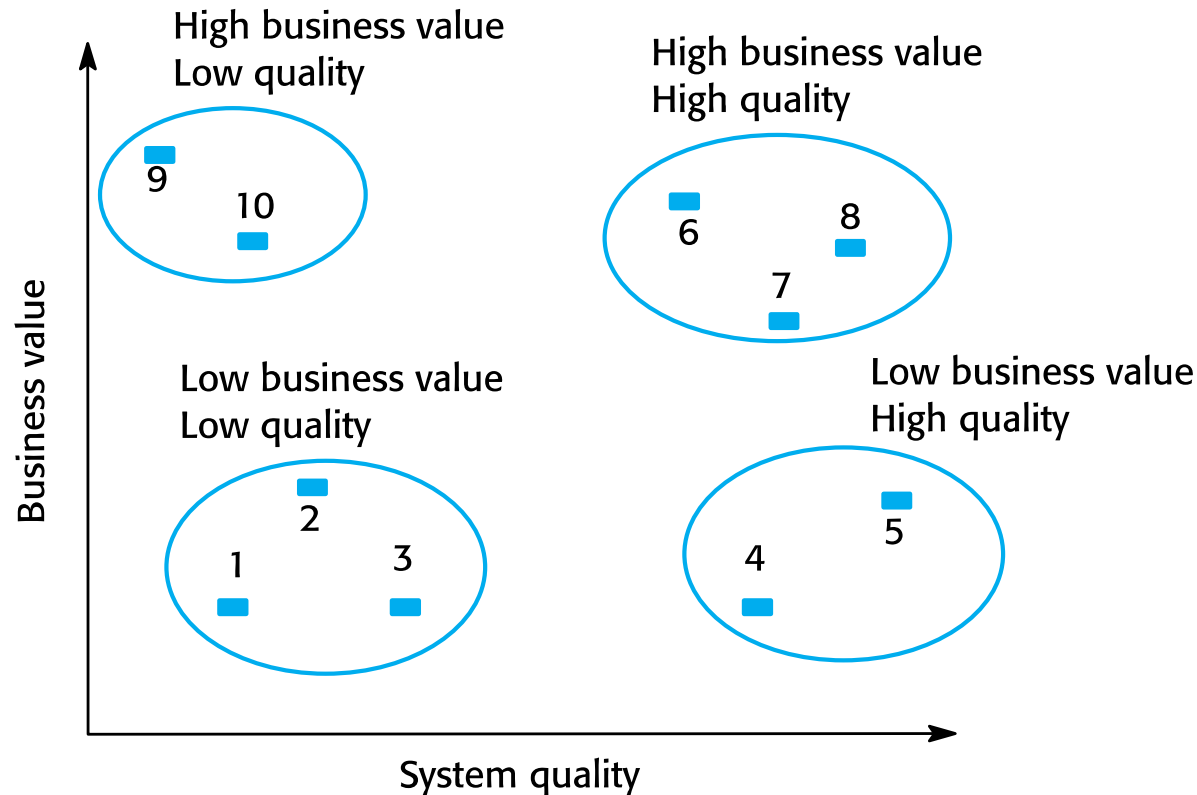 High business value
Low quality
High business value
High quality
9
10
6
8
7
Business value
Low business value
Low quality
Low business value
High quality
2
1
3
5
4
System quality